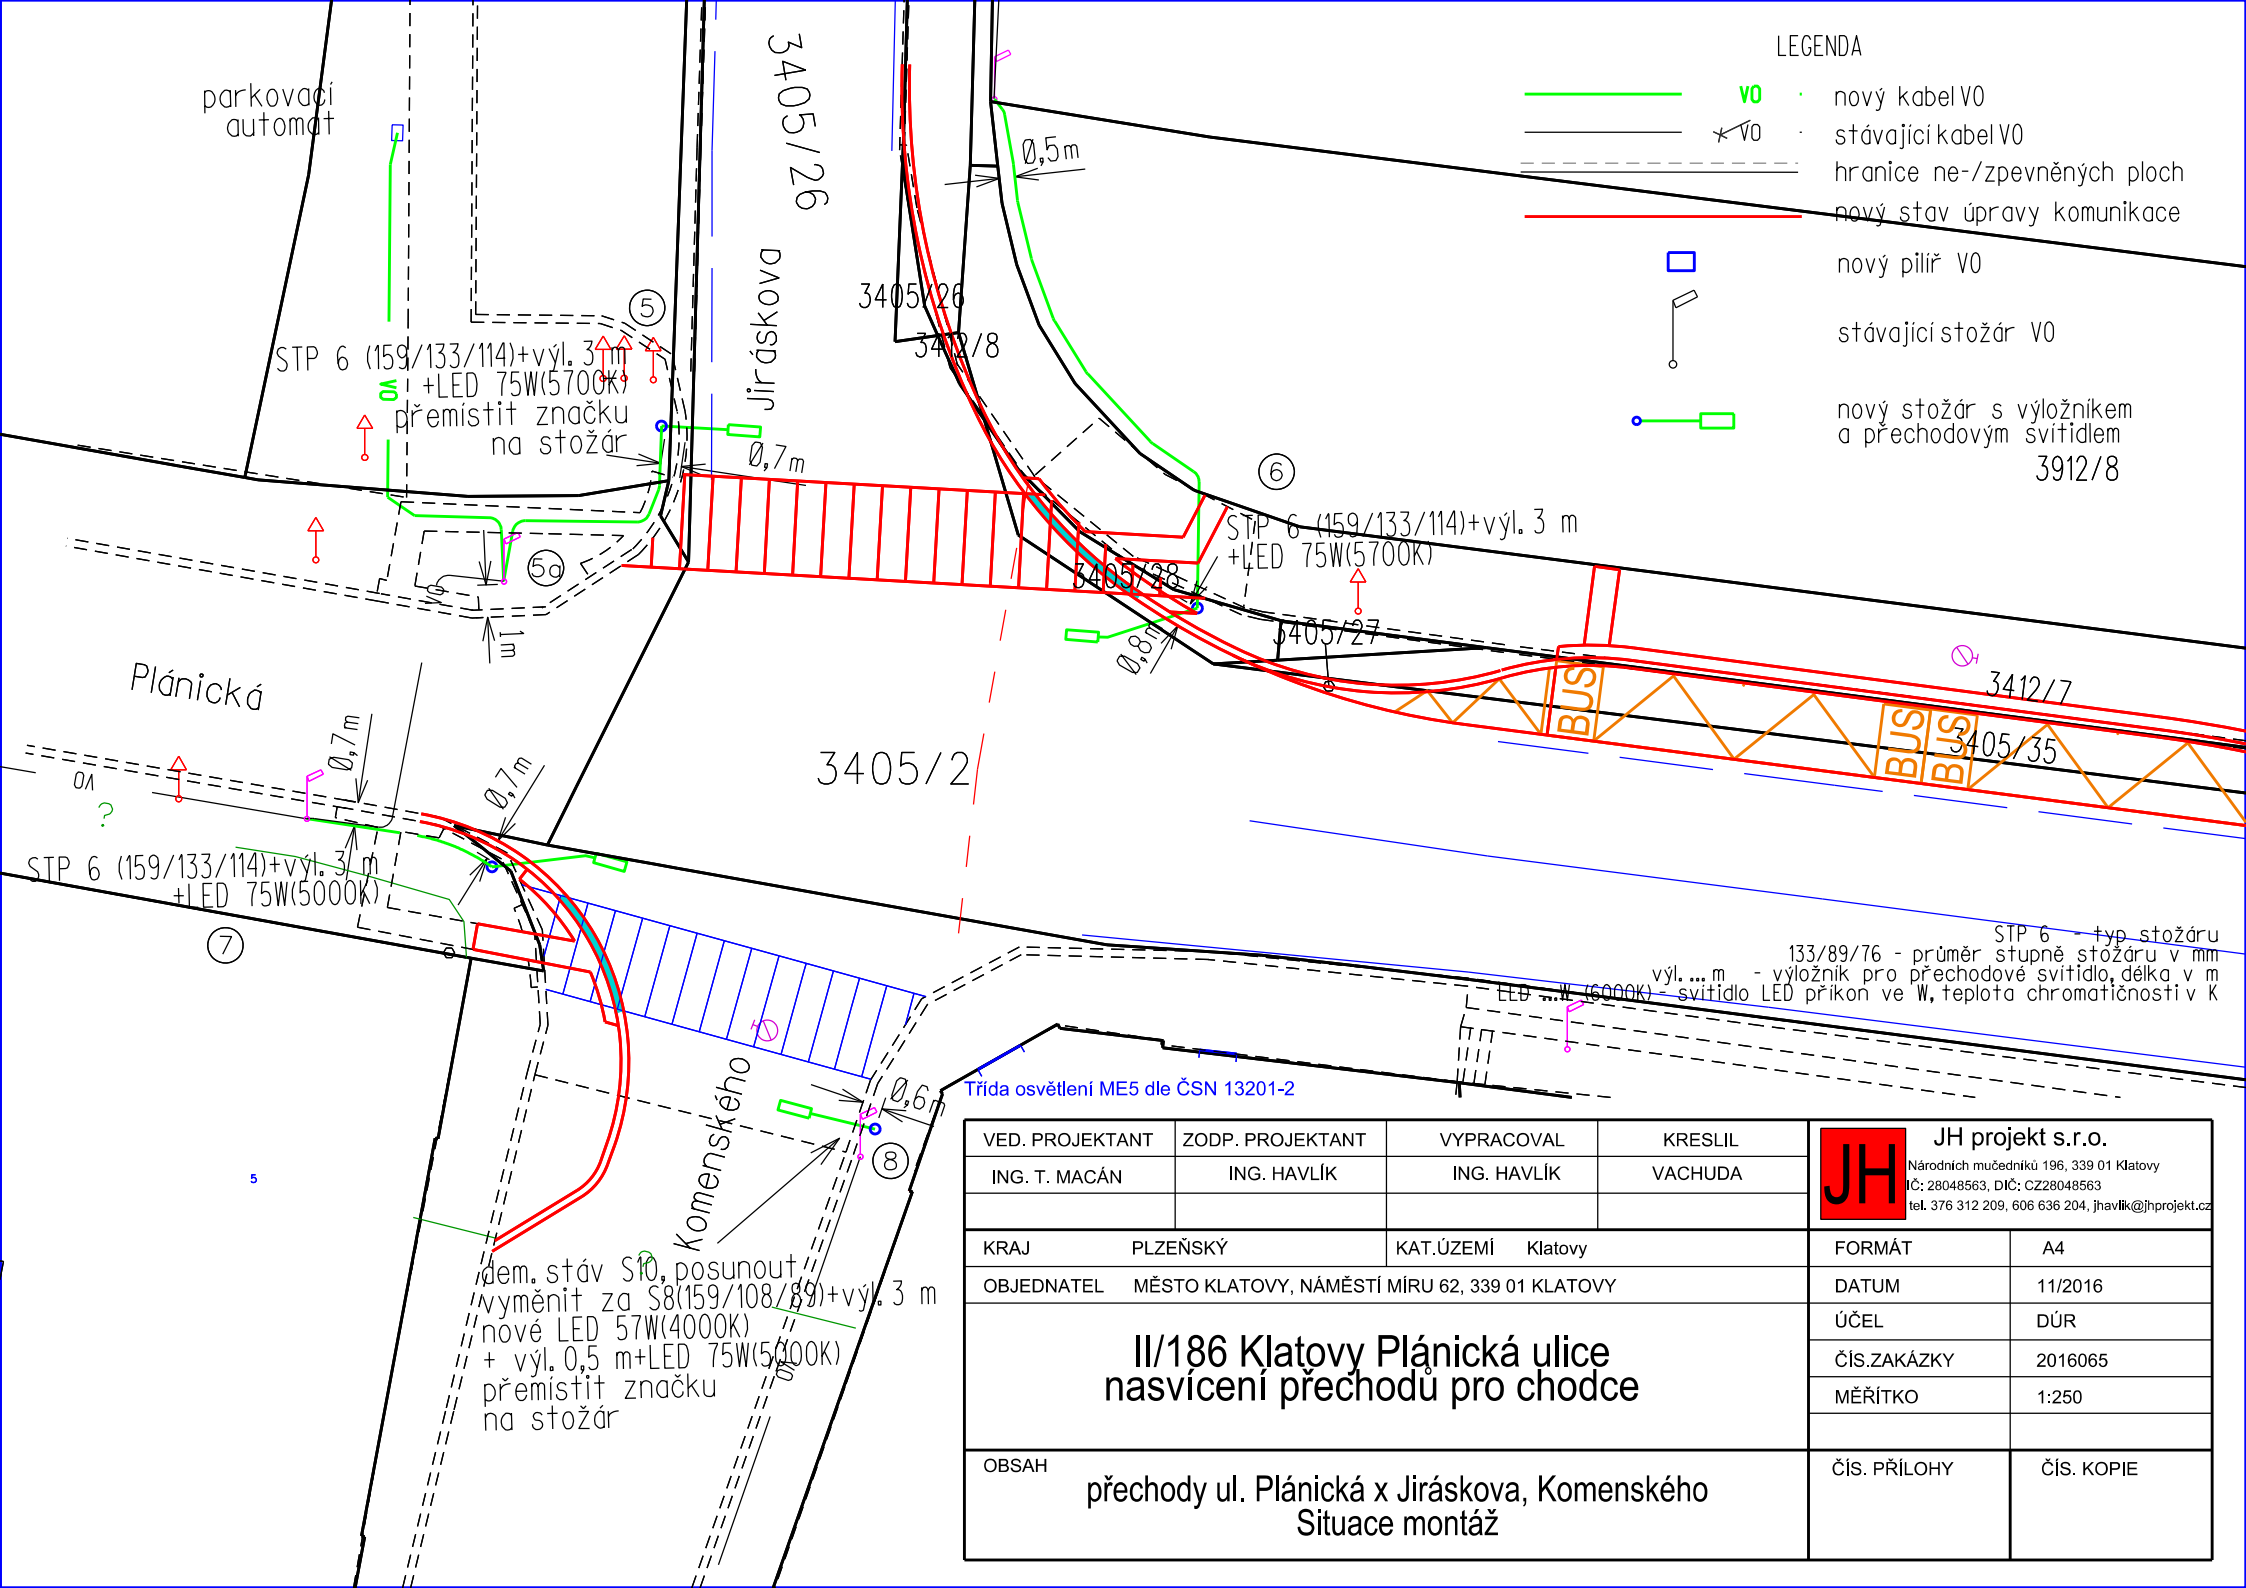 parkovací
automat
3405/26
Ø,5m
LEGENDA
VO
nový kabel VO
VO
stávající kabel VO
hranice ne-/zpevněných ploch
nový stav úpravy komunikace
nový pilíř VO
stávající stožár VO
nový stožár s výložníkem
a přechodovým svítidlem
3912/8
5
STP 6 (159/133/114)+výl. 3 m
+LED 75W(5700K)
přemístit značku
na stožár
VO
Jiráskova
3405/26
3412/8
Ø,7m
6
STP 6 (159/133/114)+výl. 3 m
+LED 75W(5700K)
5a
VO
1m
3405/28
3405/27
Ø,8m
Plánická
Ø,7m
Ø,7m
VO
?
3405/2
BUS
BUS
BUS
3412/7
3405/35
STP 6 (159/133/114)+výl. 3 m
+LED 75W(5000K)
7
STP 6 - typ stožáru
133/89/76 - průměr stupně stožáru v mm
výl. ... m - výložník pro přechodové svítidlo, délka v m
LED ...W (6000K) - svítidlo LED příkon ve W, teplota chromatičnosti v K
Komenského
Ø,6m
8
5
Třída osvětlení ME5 dle ČSN 13201-2
?
dem. stáv S10, posunout
vyměnit za S8(159/108/89)+výl. 3 m
nové LED 57W(4000K)
+ výl. 0,5 m+LED 75W(5000K)
přemístit značku
na stožár
VO
VED. PROJEKTANT ZODP. PROJEKTANT VYPRACOVAL KRESLIL
ING. T. MACÁN ING. HAVLÍK ING. HAVLÍK VACHUDA
JH
JH projekt s.r.o.
Národních mučedníků 196, 339 01 Klatovy
IČ: 28048563, DIČ: CZ28048563
tel. 376 312 209, 606 636 204, jhavlik@jhprojekt.cz
KRAJ PLZEŇSKÝ KAT.ÚZEMÍ Klatovy
OBJEDNATEL MĚSTO KLATOVY, NÁMĚSTÍ MÍRU 62, 339 01 KLATOVY
II/186 Klatovy Plánická ulice
nasvícení přechodů pro chodce
FORMÁT A4
DATUM 11/2016
ÚČEL DÚR
ČÍS.ZAKÁZKY 2016065
MĚŘÍTKO 1:250
OBSAH
přechody ul. Plánická x Jiráskova, Komenského
Situace montáž
ČÍS. PŘÍLOHY ČÍS. KOPIE